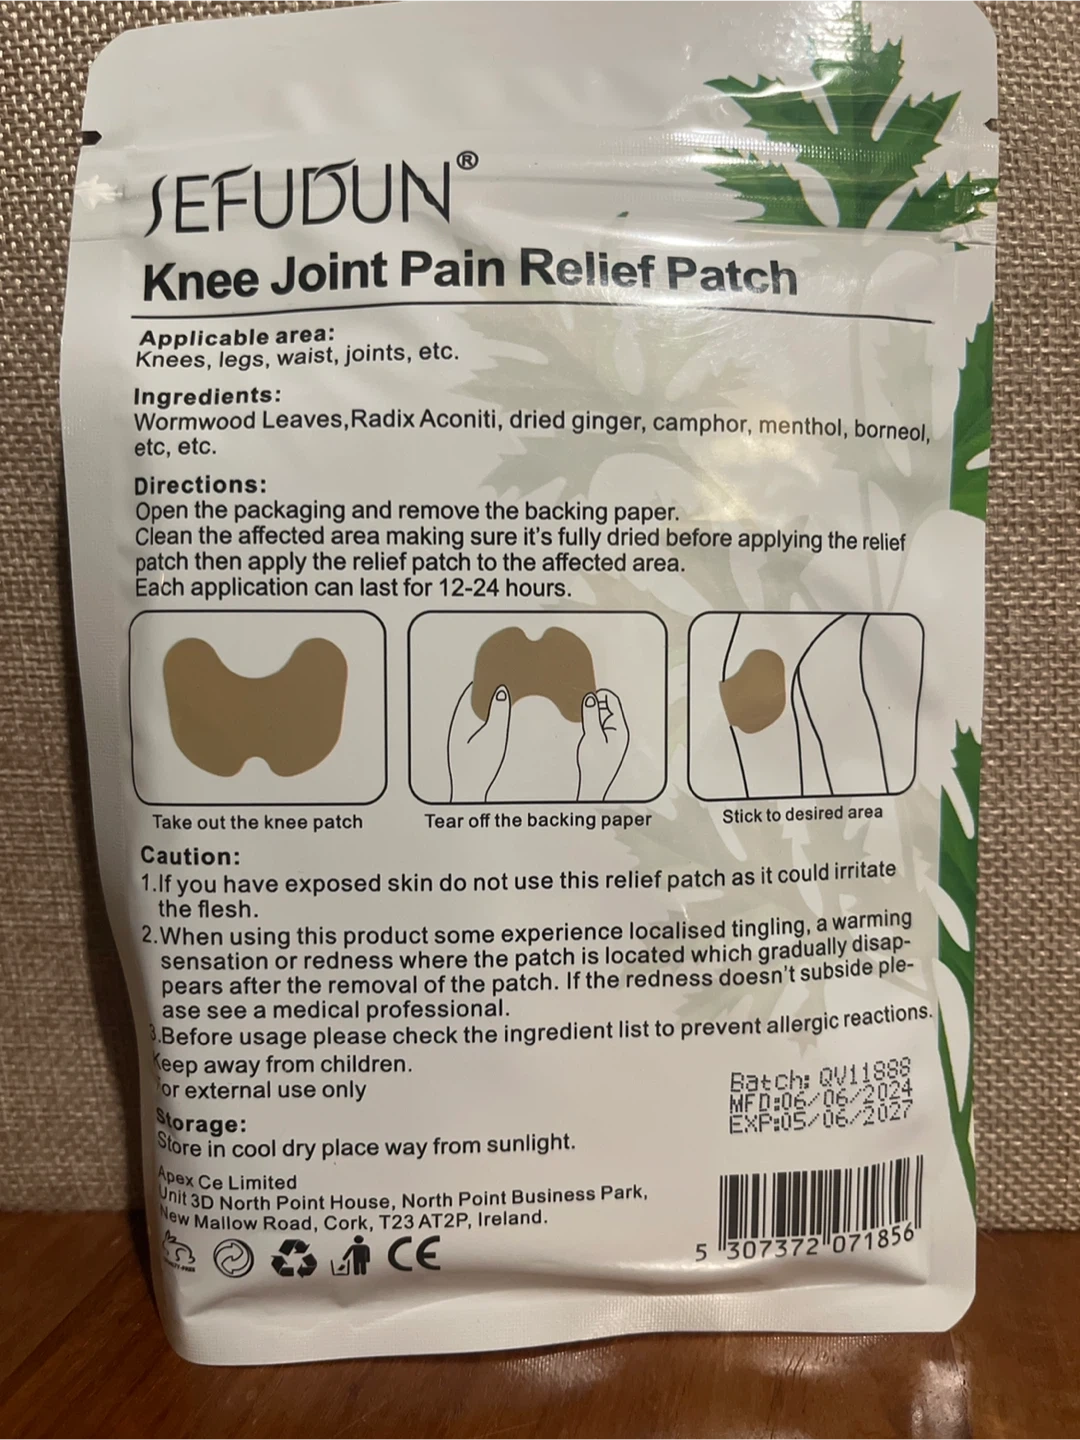 SEFUDUN®
Knee Joint Pain Relief Patch
Applicable area:
Knees, legs, waist, joints, etc.
Ingredients:
Wormwood Leaves,Radix Aconiti, dried ginger, camphor, menthol, borneol,
etc, etc.
Directions:
Open the packaging and remove the backing paper.
Clean the affected area making sure it's fully dried before applying the relief
patch then apply the relief patch to the affected area.
Each application can last for 12-24 hours.
Take out the knee patch
Tear off the backing paper
Stick to desired area
Caution:
1.If you have exposed skin do not use this relief patch as it could irritate
the flesh.
2.When using this product some experience localised tingling, a warming
sensation or redness where the patch is located which gradually disap-
pears after the removal of the patch. If the redness doesn't subside ple-
ase see a medical professional.
3.Before usage please check the ingredient list to prevent allergic reactions.
Keep away from children.
For external use only
Batch: QV11888
MFD:06/06/2024
EXP:05/06/2027
Storage:
Store in cool dry place way from sunlight.
Apex Ce Limited
Unit 3D North Point House, North Point Business Park,
New Mallow Road, Cork, T23 AT2P, Ireland.
CE
5 307372 071856